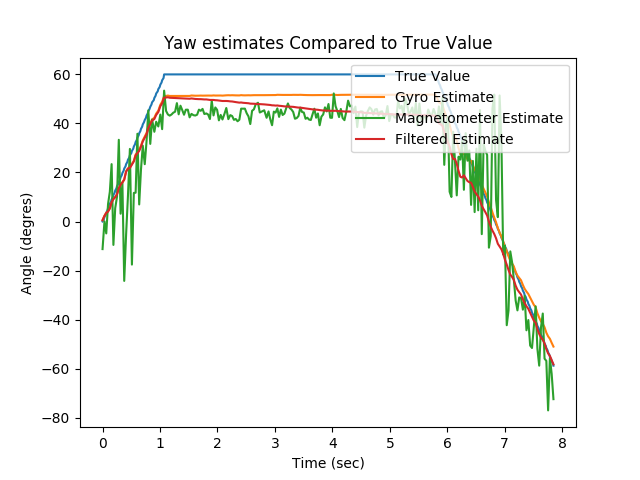 Yaw estimates Compared to True Value
True Value
Gyro Estimate
Magnetometer Estimate
Filtered Estimate
Angle (degres)
60
40
20
0
−20
−40
−60
−80
0 1 2 3 4 5 6 7 8
Time (sec)